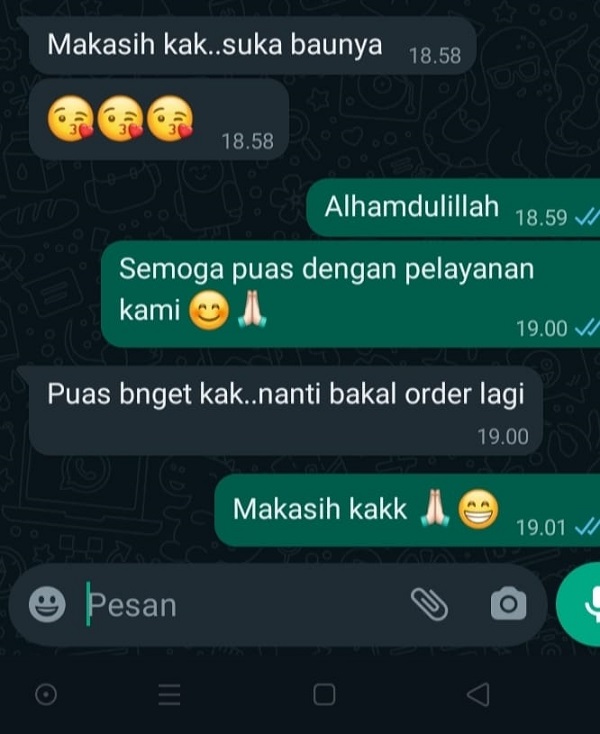 Makasih kak..suka baunya 18.58
😘😘😘 18.58
Alhamdulillah 18.59
Semoga puas dengan pelayanan
kami 😊 🙏🏻
19.00
Puas bnget kak..nanti bakal order lagi
19.00
Makasih kakk 🙏🏻 😁 19.01
Pesan